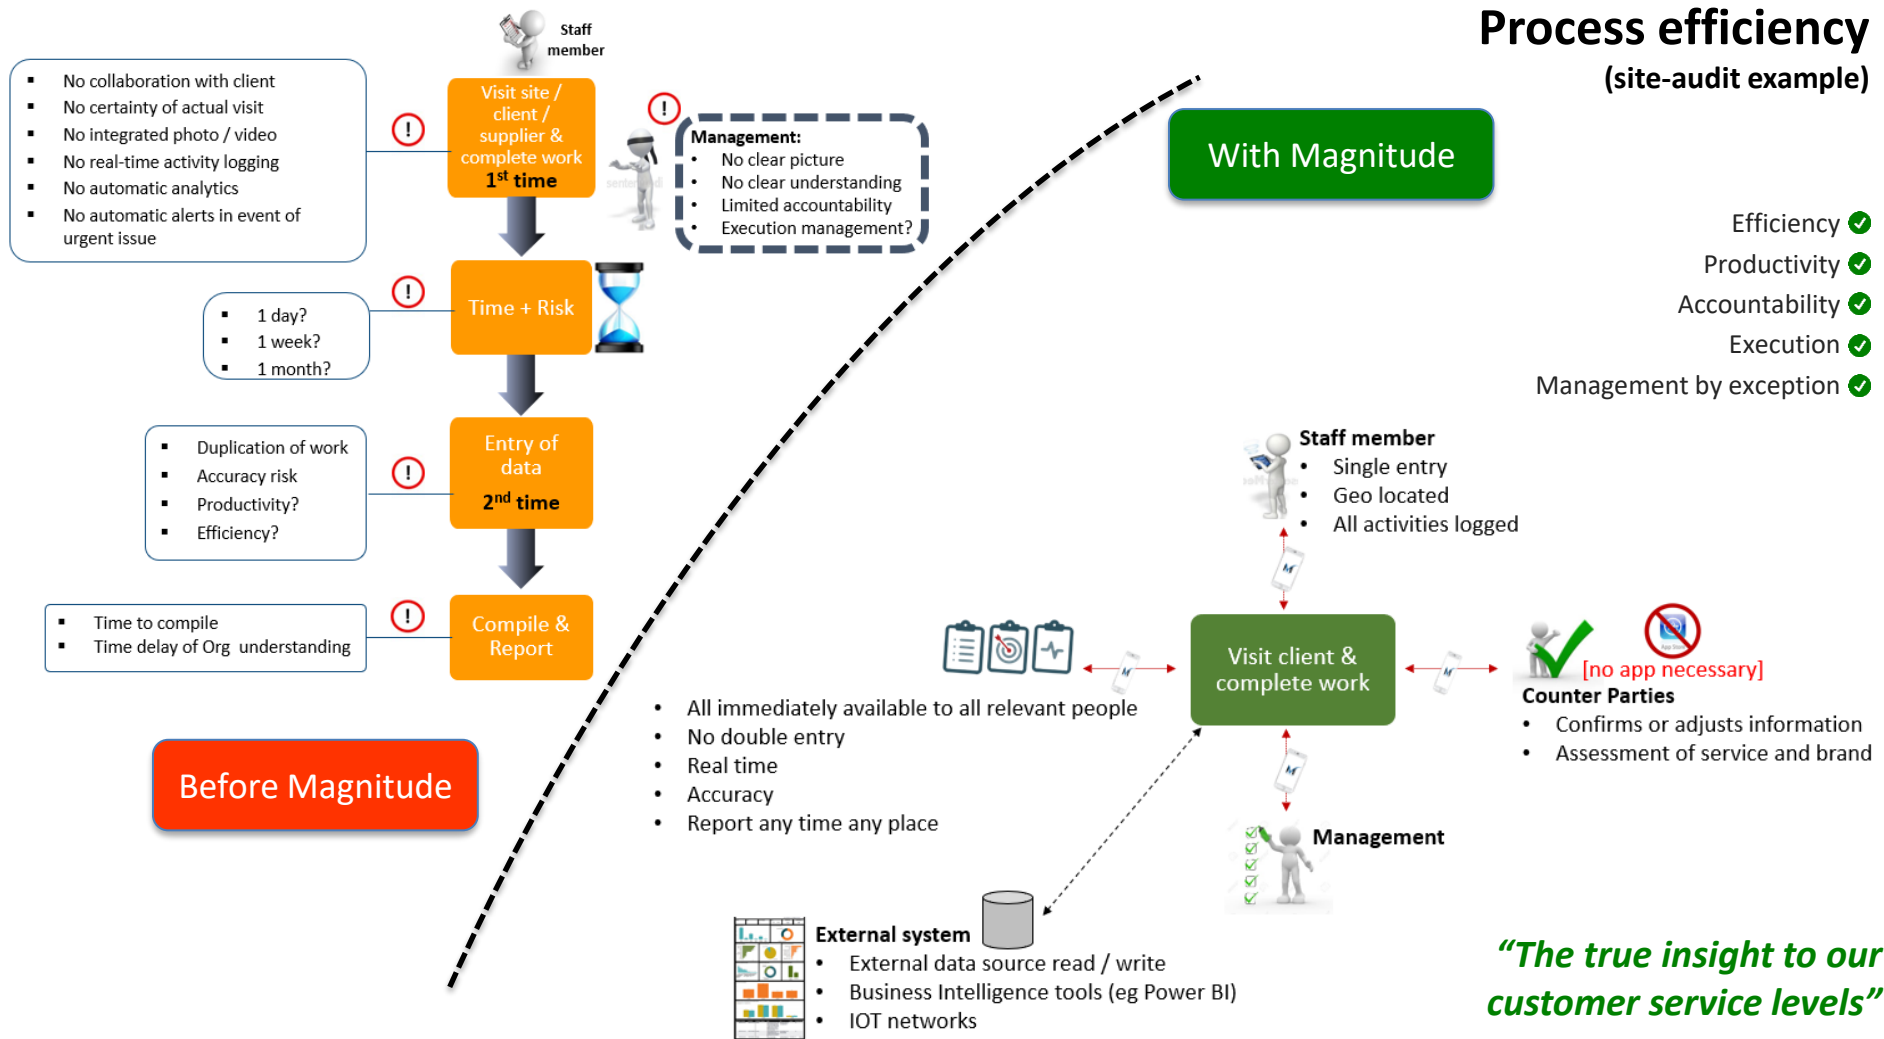 Process efficiency
(site-audit example)
Staff
member
▪ No collaboration with client
▪ No certainty of actual visit
▪ No integrated photo / video
▪ No real-time activity logging
▪ No automatic analytics
▪ No automatic alerts in event of
urgent issue
!
Visit site /
client /
supplier &
complete work
1st time
!
Management:
• No clear picture
• No clear understanding
• Limited accountability
• Execution management?
▪ 1 day?
▪ 1 week?
▪ 1 month?
!
Time + Risk
▪ Duplication of work
▪ Accuracy risk
▪ Productivity?
▪ Efficiency?
!
Entry of
data
2nd time
▪ Time to compile
▪ Time delay of Org understanding
!
Compile &
Report
Before Magnitude
With Magnitude
Efficiency
Productivity
Accountability
Execution
Management by exception
Staff member
• Single entry
• Geo located
• All activities logged
M
Visit client &
complete work
M
M
M
App Store
[no app necessary]
Counter Parties
• Confirms or adjusts information
• Assessment of service and brand
• All immediately available to all relevant people
• No double entry
• Real time
• Accuracy
• Report any time any place
Management
External system
• External data source read / write
• Business Intelligence tools (eg Power BI)
• IOT networks
“The true insight to our
customer service levels”